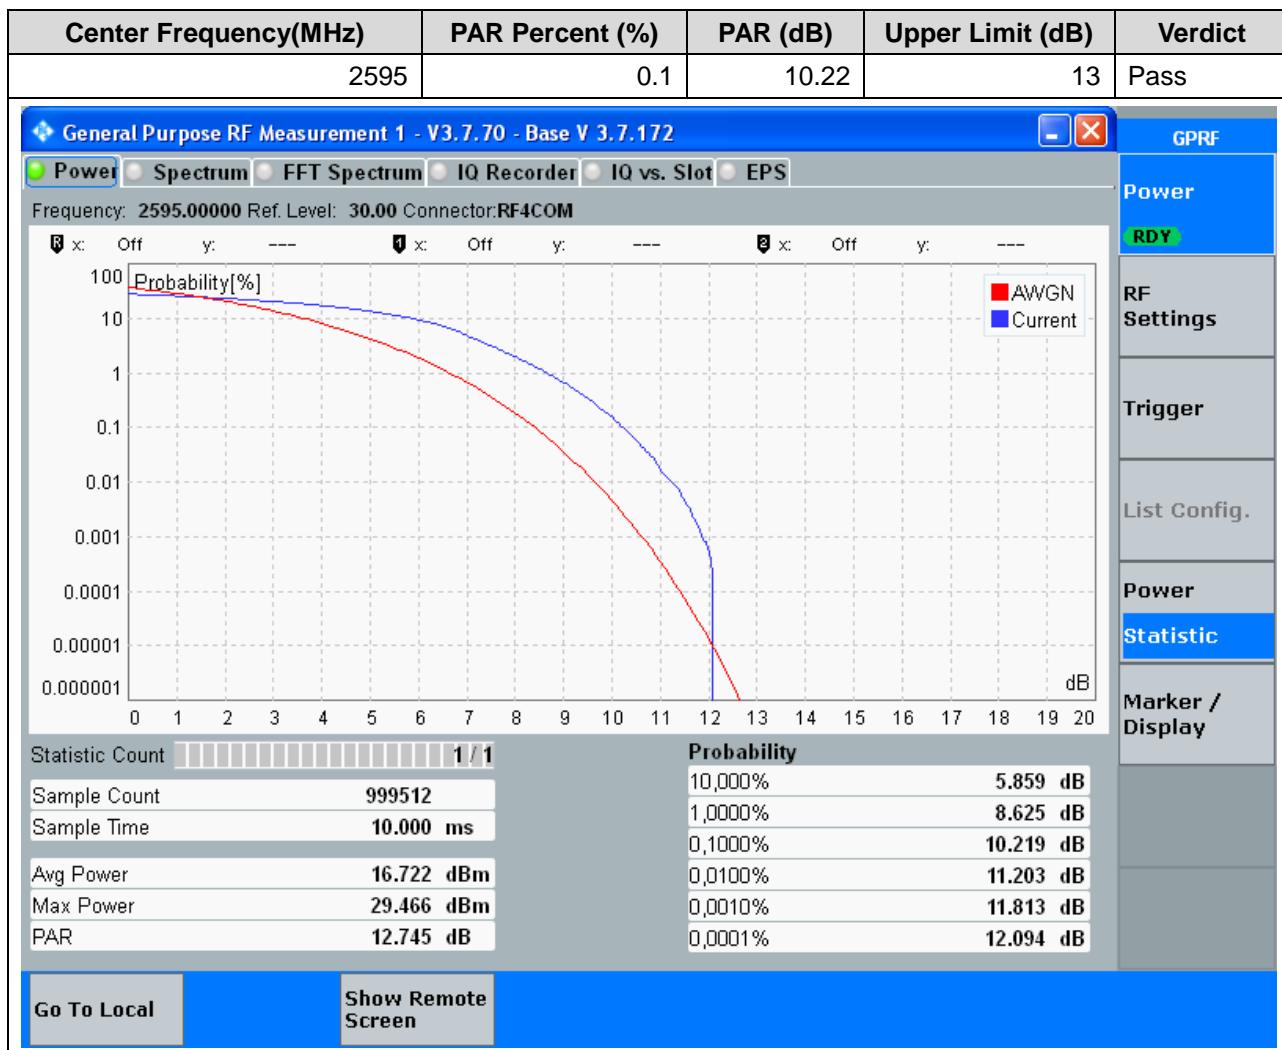 Center Frequency(MHz) PAR Percent (%) PAR (dB) Upper Limit (dB) Verdict
2595 0.1 10.22 13 Pass
General Purpose RF Measurement 1 - V3.7.70 - Base V 3.7.172
GPRF
Power Spectrum FFT Spectrum IQ Recorder IQ vs. Slot EPS
Frequency: 2595.00000 Ref. Level: 30.00 Connector:RF4COM
R x: Off y: --- 1 x: Off y: --- 2 x: Off y: ---
Probability[%]
100
10
1
0.1
0.01
0.001
0.0001
0.00001
0.000001
AWGN
Current
dB
0 1 2 3 4 5 6 7 8 9 10 11 12 13 14 15 16 17 18 19 20
Statistic Count 1 / 1
Sample Count 999512
Sample Time 10.000 ms
Avg Power 16.722 dBm
Max Power 29.466 dBm
PAR 12.745 dB
Probability
10,000% 5.859 dB
1,0000% 8.625 dB
0,1000% 10.219 dB
0,0100% 11.203 dB
0,0010% 11.813 dB
0,0001% 12.094 dB
Power
RDY
RF
Settings
Trigger
List Config.
Power
Statistic
Marker /
Display
Go To Local
Show Remote
Screen